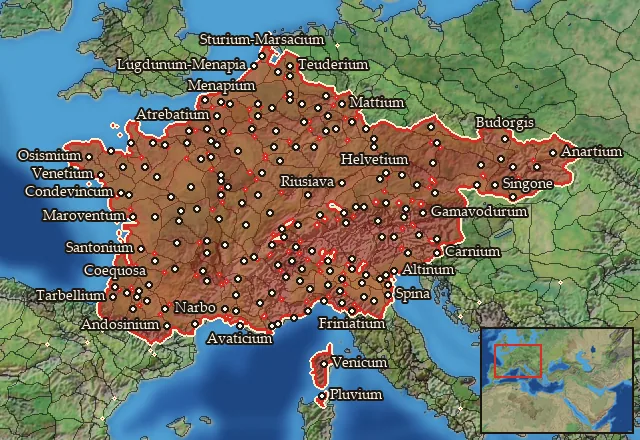 Sturium-Marsacium
Lugdunum-Menapia
Teuderium
Menapium
Mattium
Atrebatium
Budorgis
Osismium
Helvetium
Anartium
Venetium
Riusiava
Singone
Condevincum
Maroventum
Gamavodurum
Santonium
Carnium
Coequosa
Altinum
Tarbellium
Spina
Narbo
Andosinium
Friniatium
Avaticium
Venicum
Pluvium